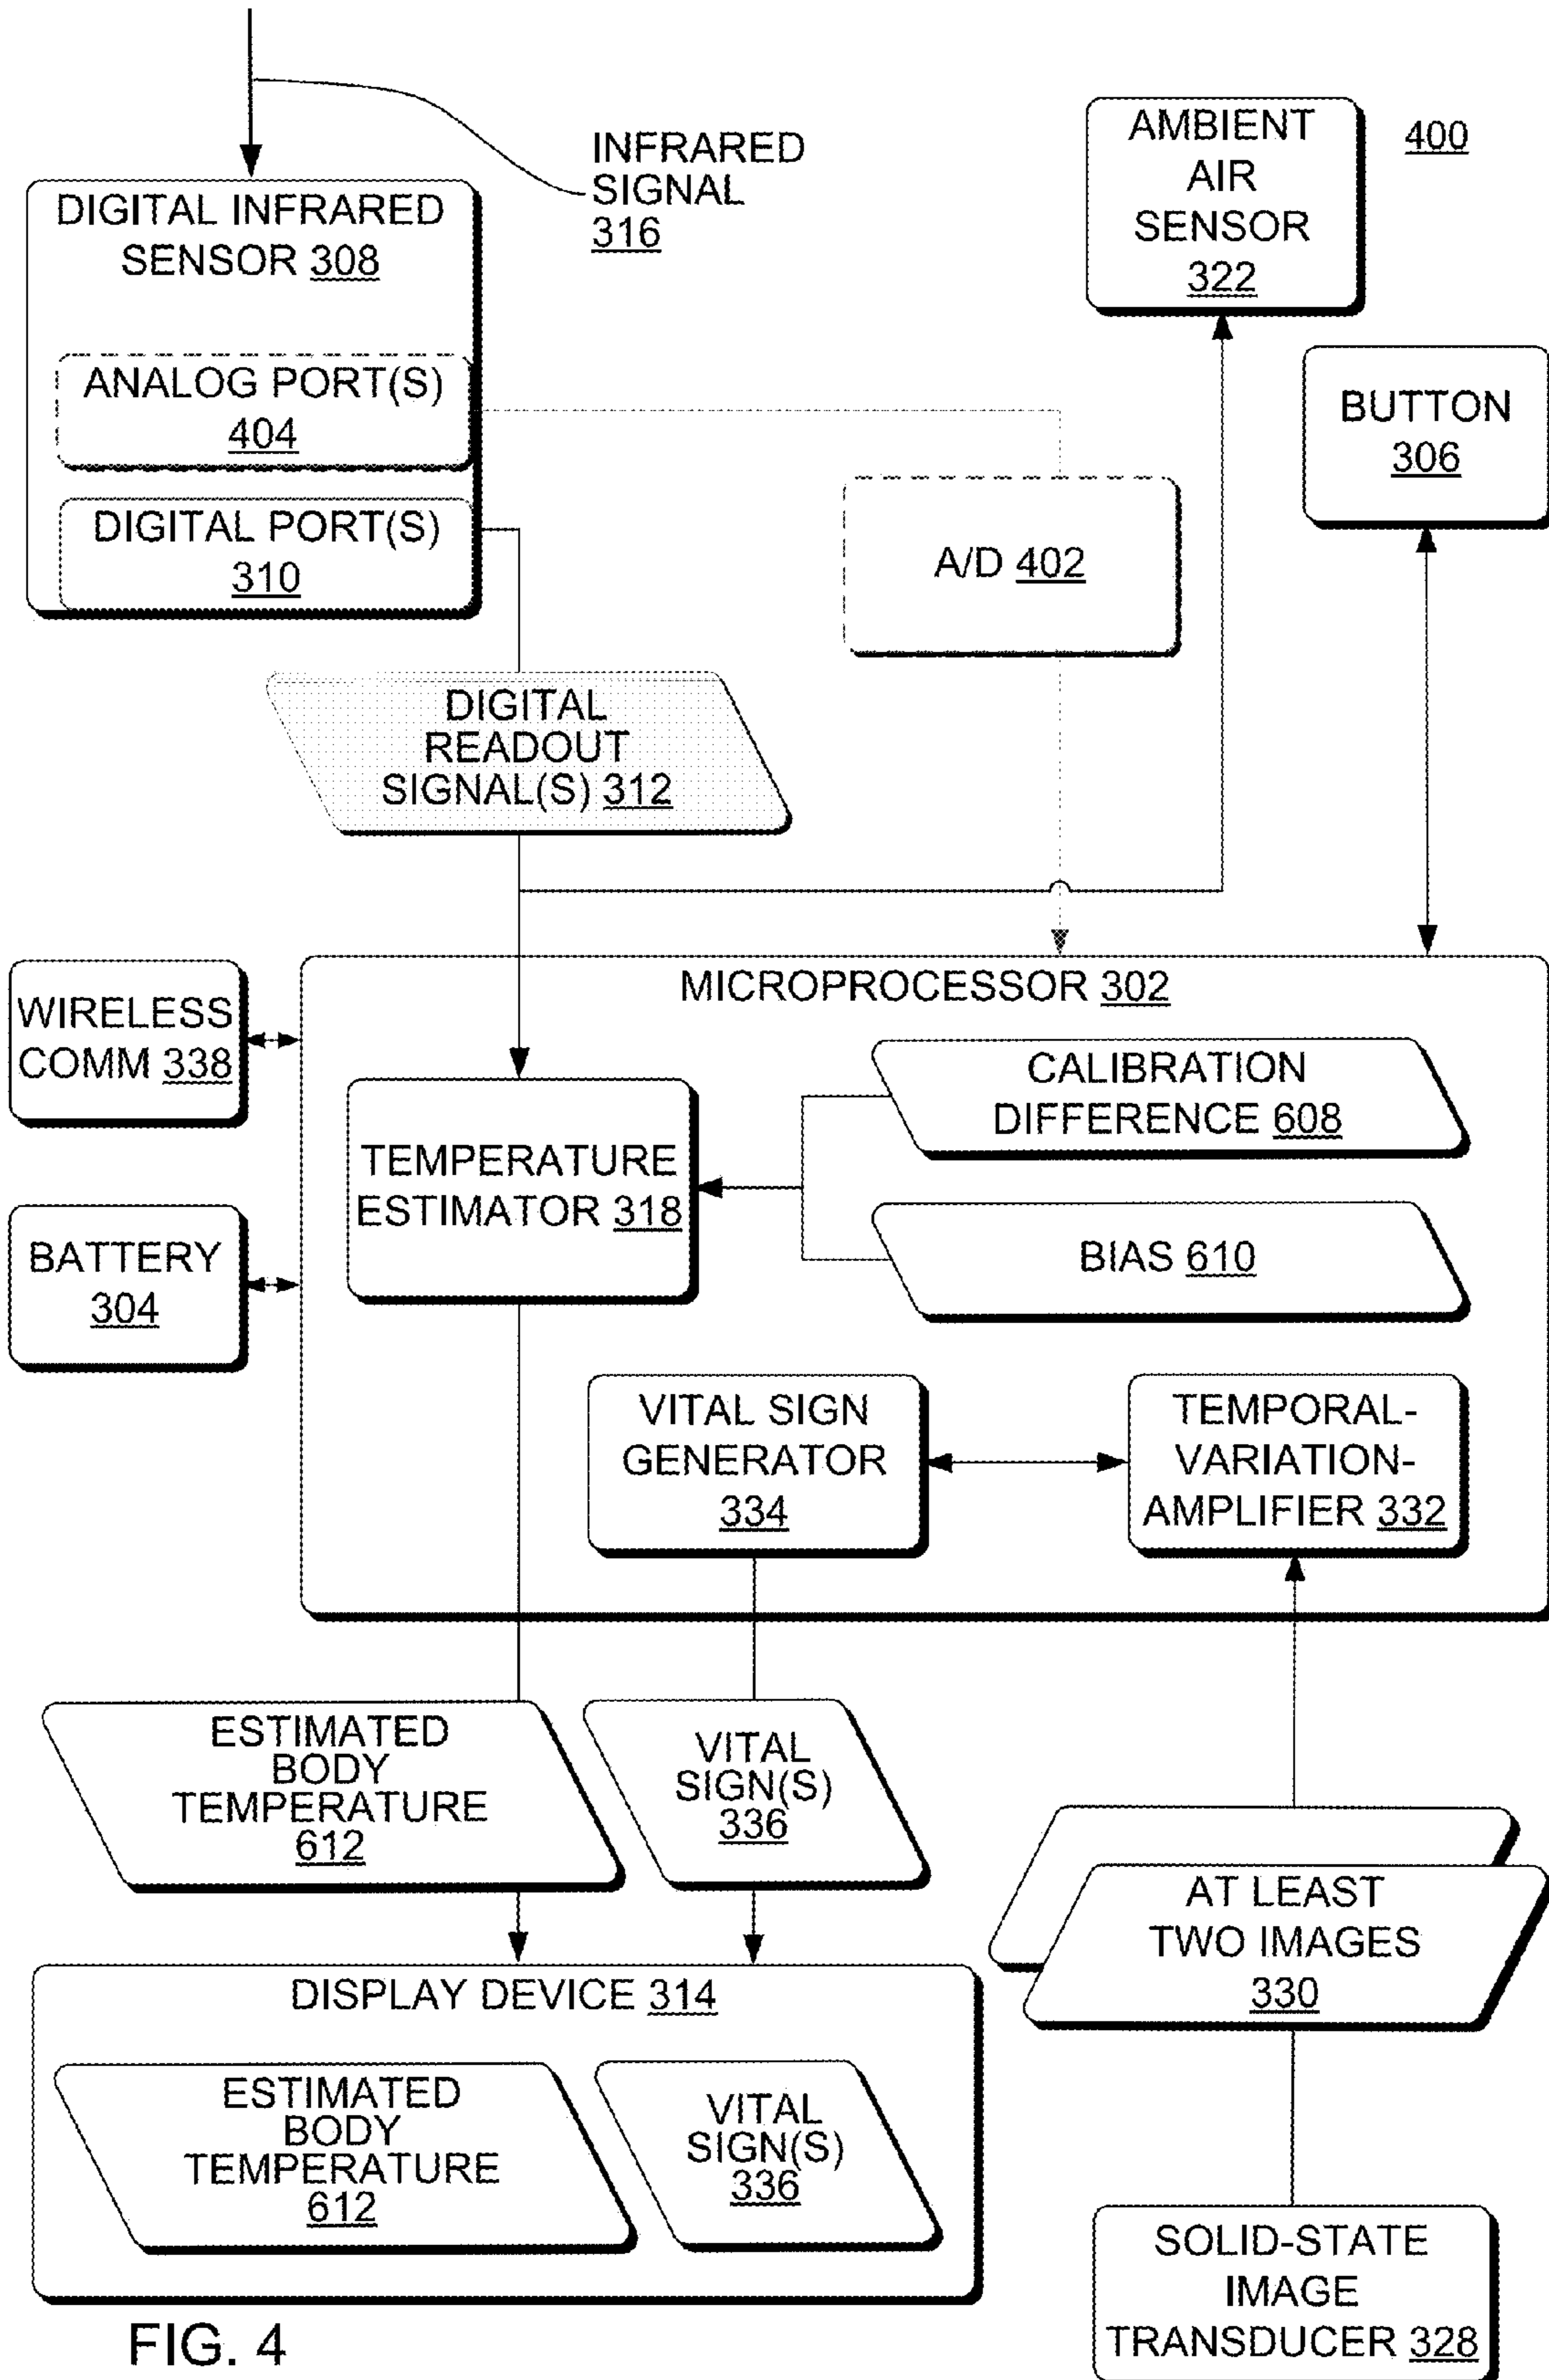 INFRARED
SIGNAL
316
AMBIENT
AIR
SENSOR
322
400
DIGITAL INFRARED
SENSOR 308
ANALOG PORT(S)
404
DIGITAL PORT(S)
310
BUTTON
306
A/D 402
DIGITAL
READOUT
SIGNAL(S) 312
WIRELESS
COMM 338
BATTERY
304
MICROPROCESSOR 302
CALIBRATION
DIFFERENCE 608
TEMPERATURE
ESTIMATOR 318
BIAS 610
VITAL SIGN
GENERATOR
334
TEMPORAL-
VARIATION-
AMPLIFIER 332
ESTIMATED
BODY
TEMPERATURE
612
VITAL
SIGN(S)
336
AT LEAST
TWO IMAGES
330
DISPLAY DEVICE 314
ESTIMATED
BODY
TEMPERATURE
612
VITAL
SIGN(S)
336
SOLID-STATE
IMAGE
TRANSDUCER 328
FIG. 4